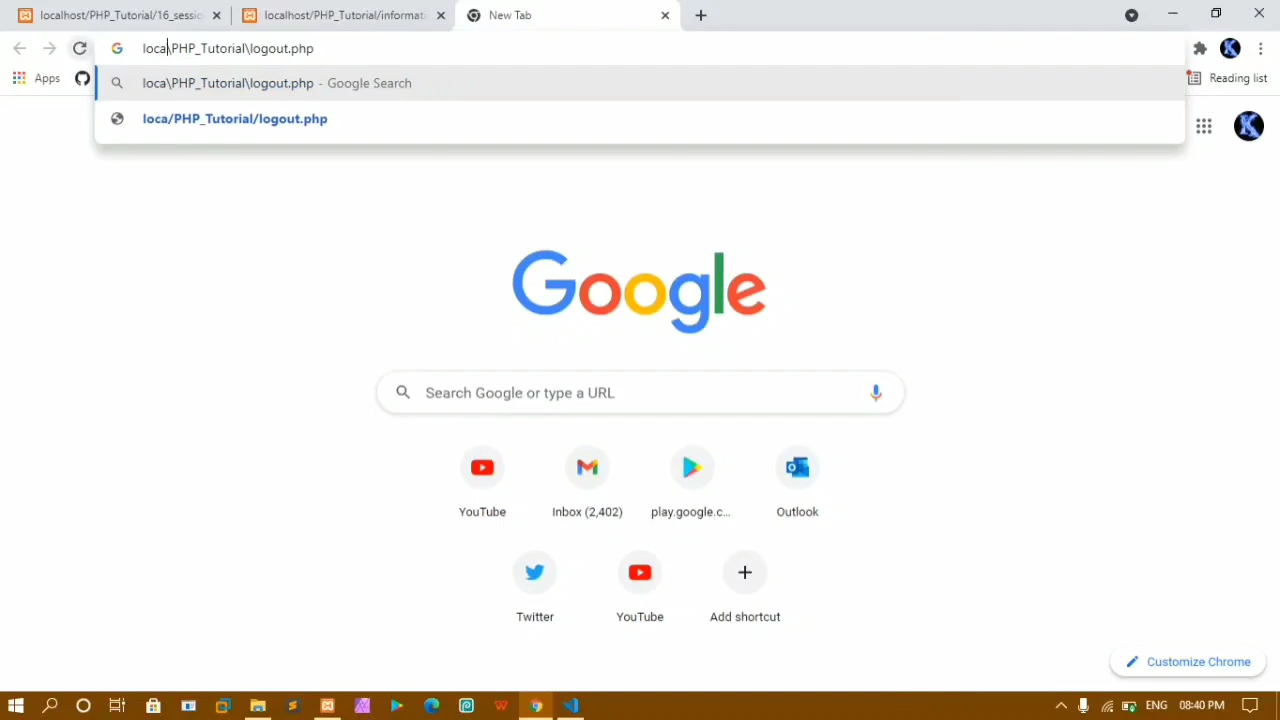 localhost/PHP_Tutorial/16_sessio
localhost/PHP_Tutorial/informat
New Tab
loca\PHP_Tutorial\logout.php
Apps
Reading list
loca\PHP_Tutorial\logout.php - Google Search
loca/PHP_Tutorial/logout.php
K
K
Google
Search Google or type a URL
YouTube
Inbox (2,402)
play.google.c...
Outlook
Twitter
YouTube
Add shortcut
Customize Chrome
ENG
08:40 PM